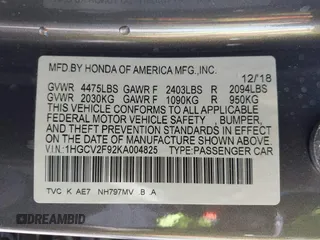 MFD. BY HONDA OF AMERICA MFG.,INC.
12/18
GVWR 4475LBS GAWR F 2403LBS R 2094LBS
GVWR 2030KG GAWR F 1090KG R 950KG
THIS VEHICLE CONFORMS TO ALL APPLICABLE
FEDERAL MOTOR VEHICLE SAFETY, BUMPER, AND
THEFT PREVENTION STANDARDS IN EFFECT ON
THE DATE OF MANUFACTURE SHOWN ABOVE.
V.I.N.:1HGCV2F92KA004825 TYPE:PASSENGER CAR
TVC K AE7 NH797MV B A
DREAMBID